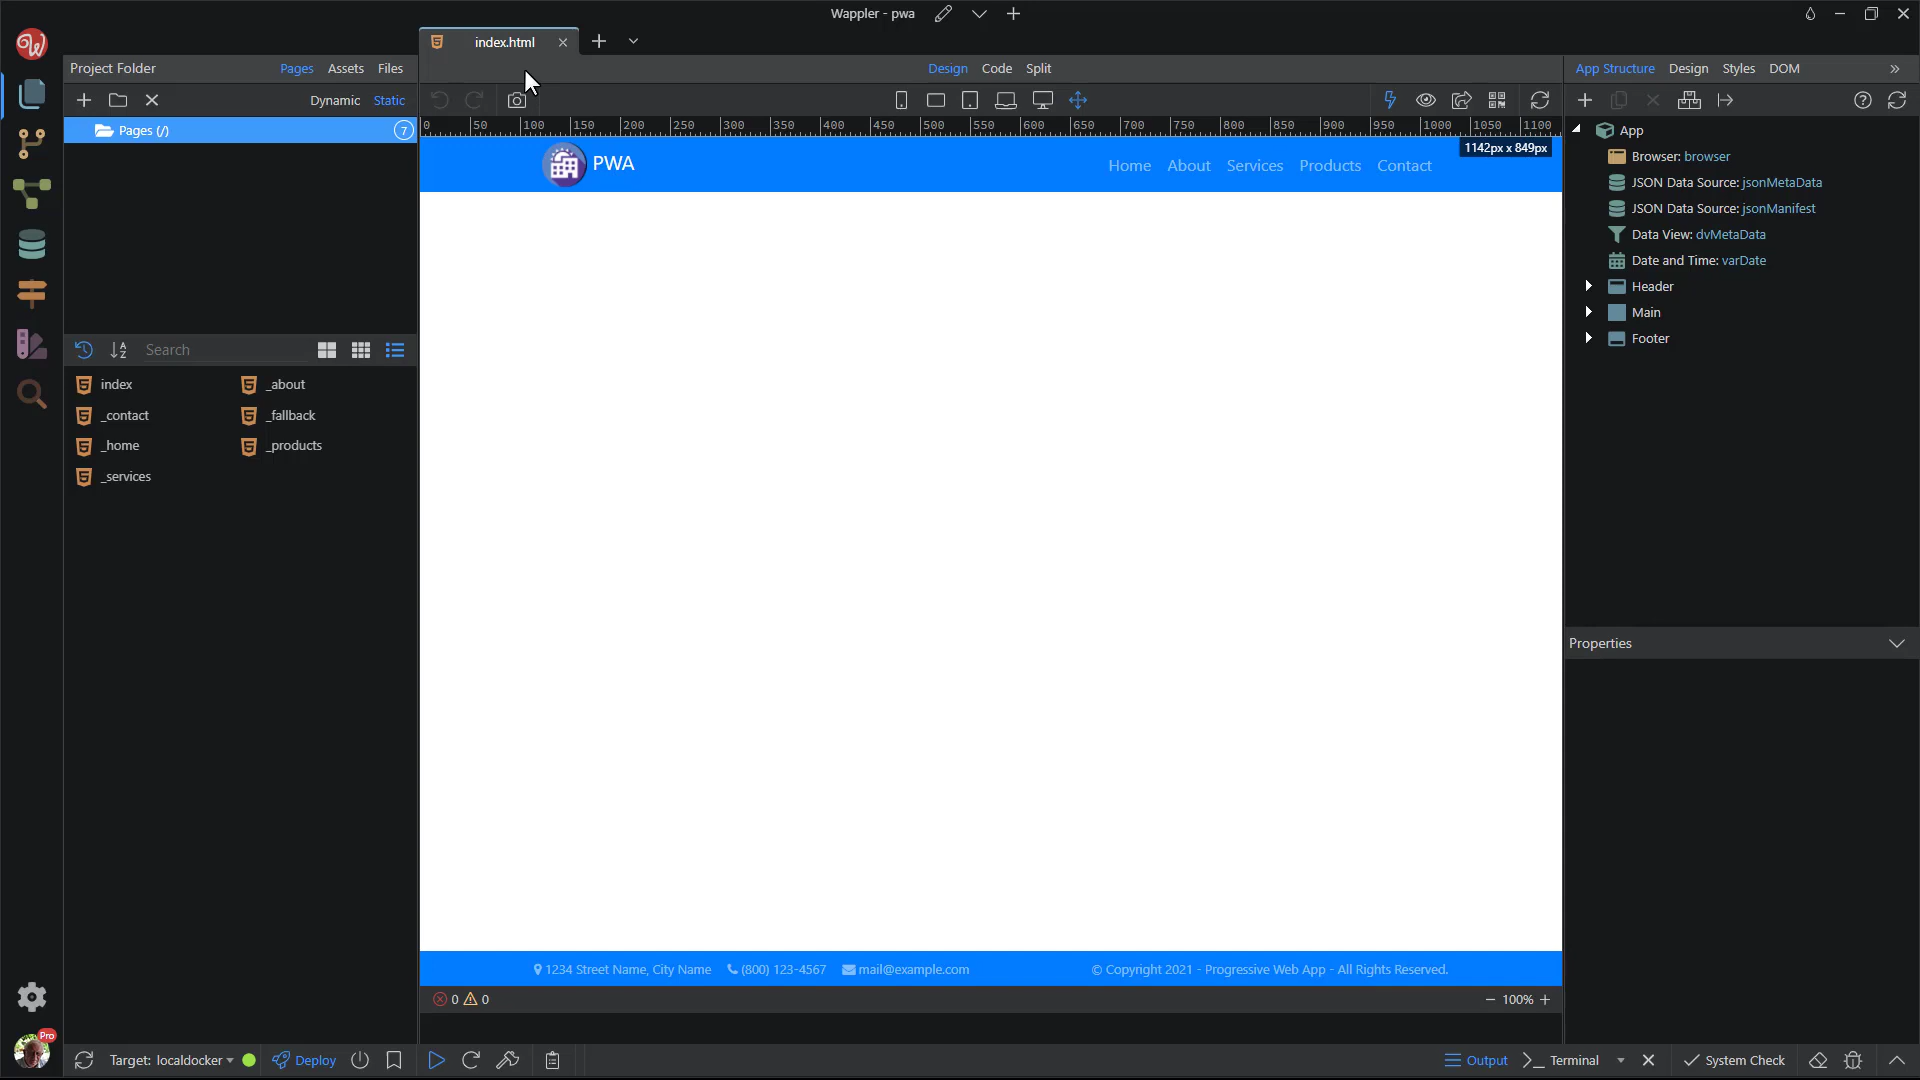 Wappler - pwa
index.html
Project Folder
Pages Assets Files
Design Code Split
App Structure Design Styles DOM
Dynamic Static
Pages (/)
7
0 50 100 150 200 250 300 350 400 450 500 550 600 650 700 750 800 850 900 950 1000 1050 1100
1142px x 849px
PWA
Home About Services Products Contact
App
Browser: browser
JSON Data Source: jsonMetaData
JSON Data Source: jsonManifest
Data View: dvMetaData
Date and Time: varDate
Header
Main
Footer
Search
index
_about
_contact
_fallback
_home
_products
_services
Properties
1234 Street Name, City Name (800) 123-4567 mail@example.com
© Copyright 2021 - Progressive Web App - All Rights Reserved.
0 0
100%
Pro
Target: localdocker
Deploy
Output
Terminal
System Check